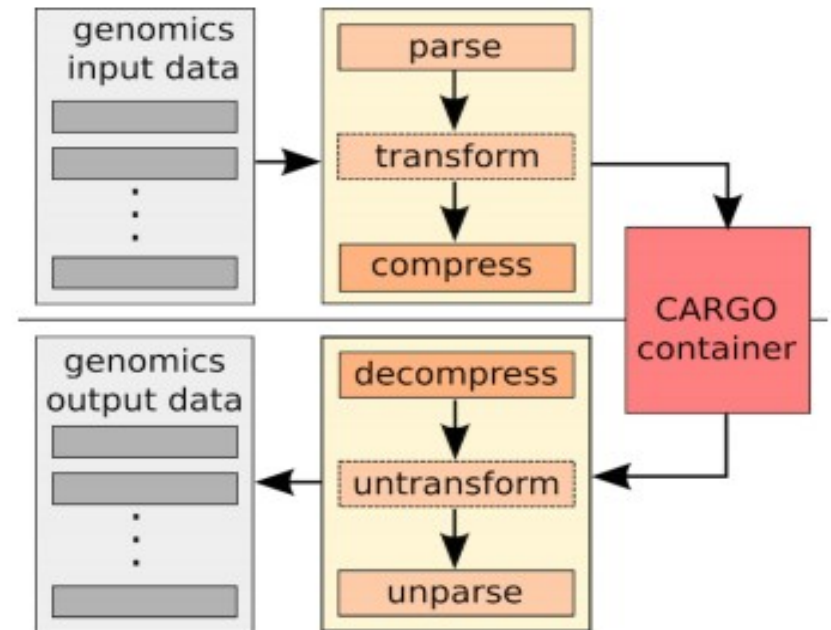 genomics
input data
parse
transform
compress
CARGO
container
genomics
output data
decompress
untransform
unparse